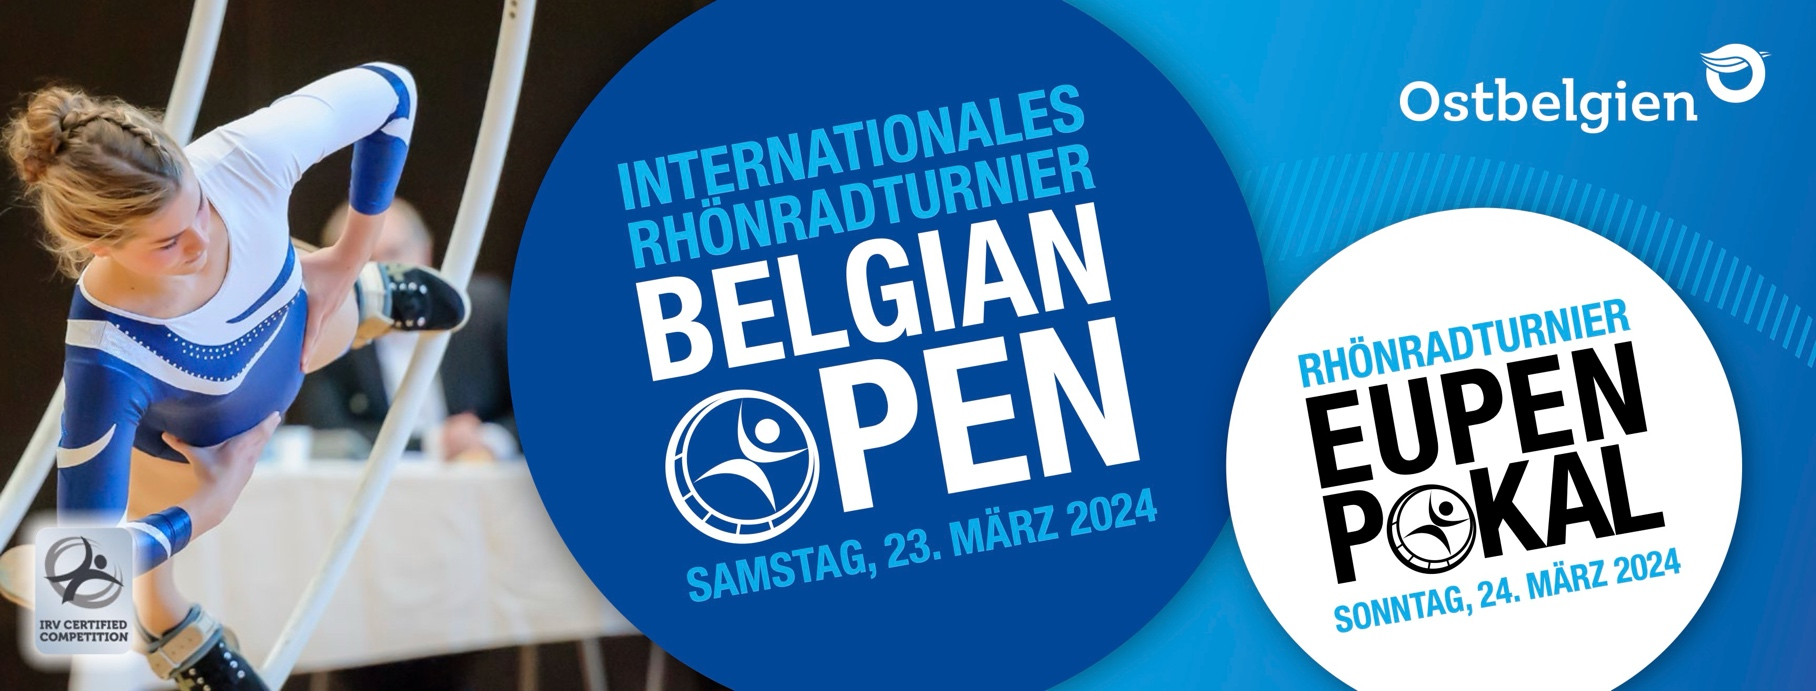 INTERNATIONALES
RHÖNRADTURNIER
BELGIAN
OPEN
SAMSTAG, 23. MÄRZ 2024
Ostbelgien
RHÖNRADTURNIER
EUPEN
POKAL
SONNTAG, 24. MÄRZ 2024
IRV CERTIFIED
COMPETITION